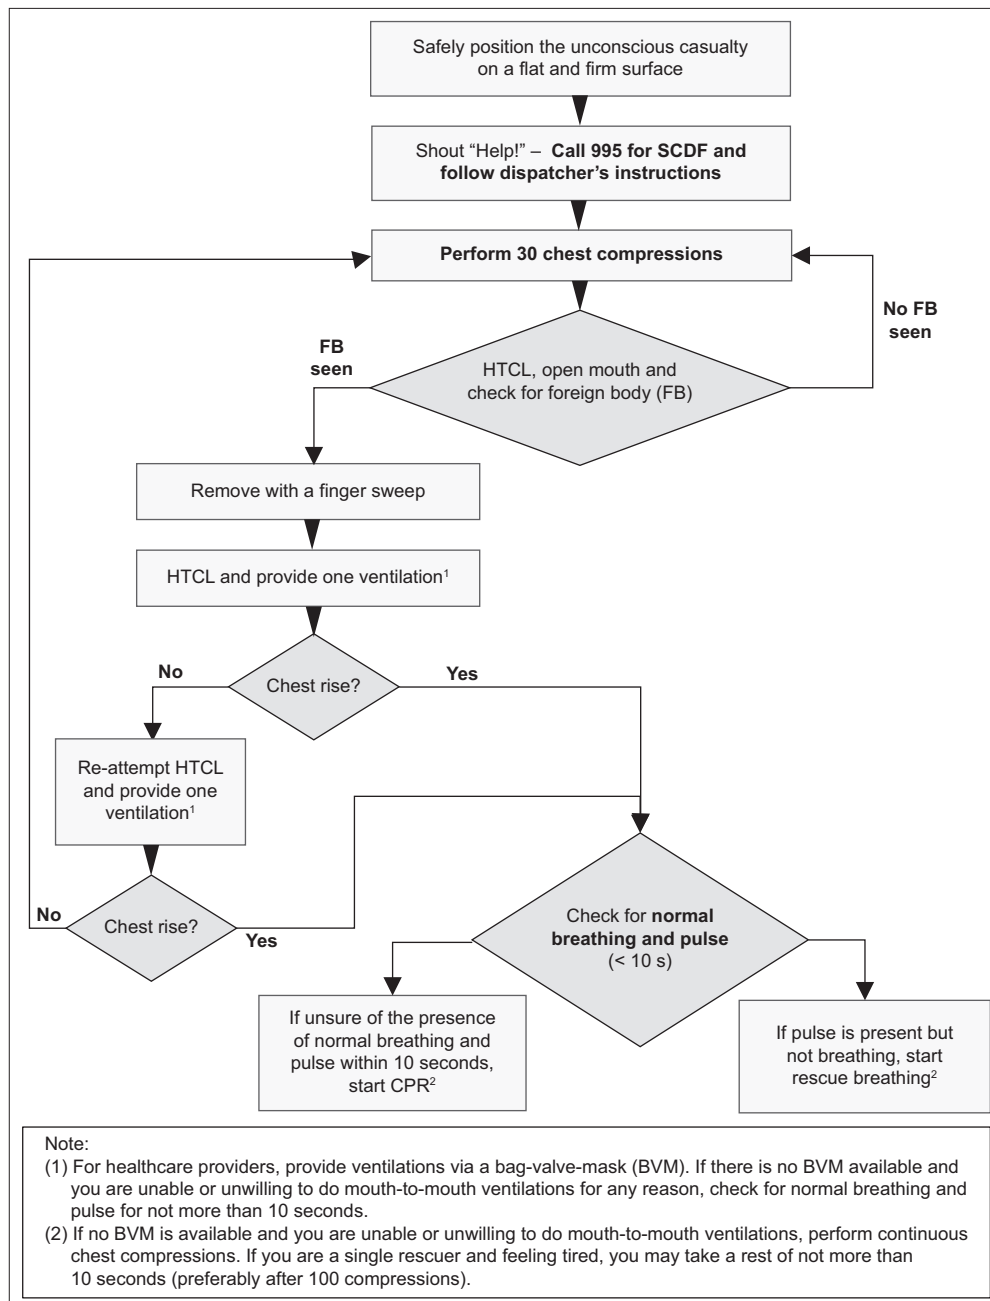 Safely position the unconscious casualty
on a flat and firm surface
Shout “Help!” – Call 995 for SCDF and
follow dispatcher’s instructions
Perform 30 chest compressions
No FB
seen
FB
seen
HTCL, open mouth and
check for foreign body (FB)
Remove with a finger sweep
HTCL and provide one ventilation¹
No
Chest rise?
Yes
Re-attempt HTCL
and provide one
ventilation¹
No
Chest rise?
Yes
Check for normal
breathing and pulse
(< 10 s)
If unsure of the presence
of normal breathing and
pulse within 10 seconds,
start CPR²
If pulse is present but
not breathing, start
rescue breathing²
Note:
(1) For healthcare providers, provide ventilations via a bag-valve-mask (BVM). If there is no BVM available and
you are unable or unwilling to do mouth-to-mouth ventilations for any reason, check for normal breathing and
pulse for not more than 10 seconds.
(2) If no BVM is available and you are unable or unwilling to do mouth-to-mouth ventilations, perform continuous
chest compressions. If you are a single rescuer and feeling tired, you may take a rest of not more than
10 seconds (preferably after 100 compressions).